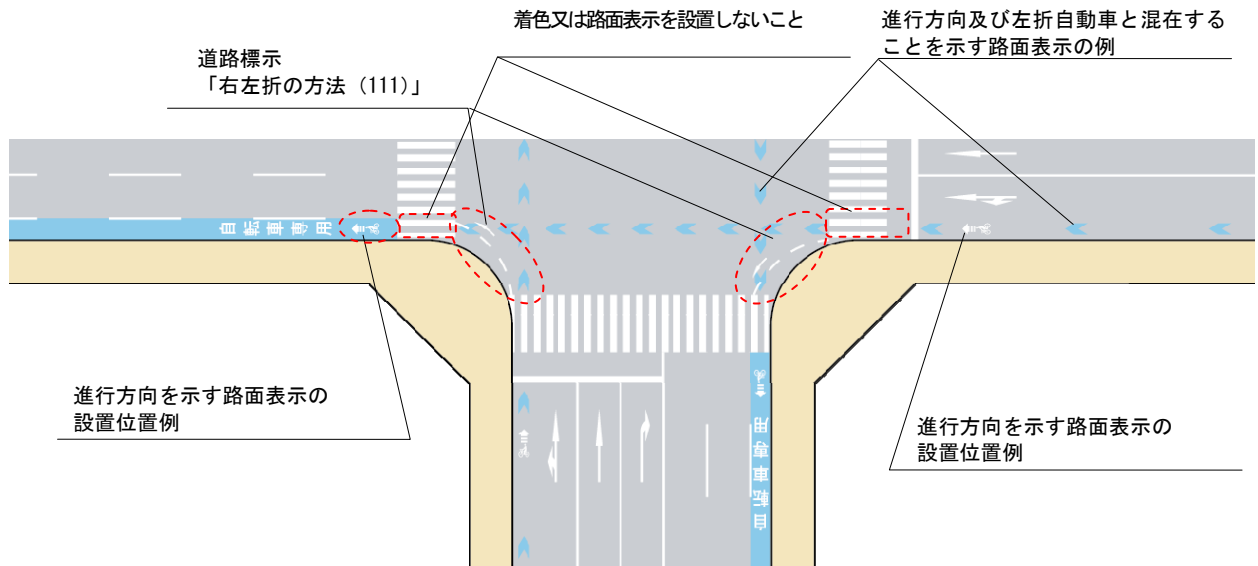 着色又は路面表示を設置しないこと
進行方向及び左折自動車と混在する
ことを示す路面表示の例
道路標示
「右左折の方法（111）」
自転車専用
進行方向を示す路面表示の
設置位置例
進行方向を示す路面表示の
設置位置例
自転車専用